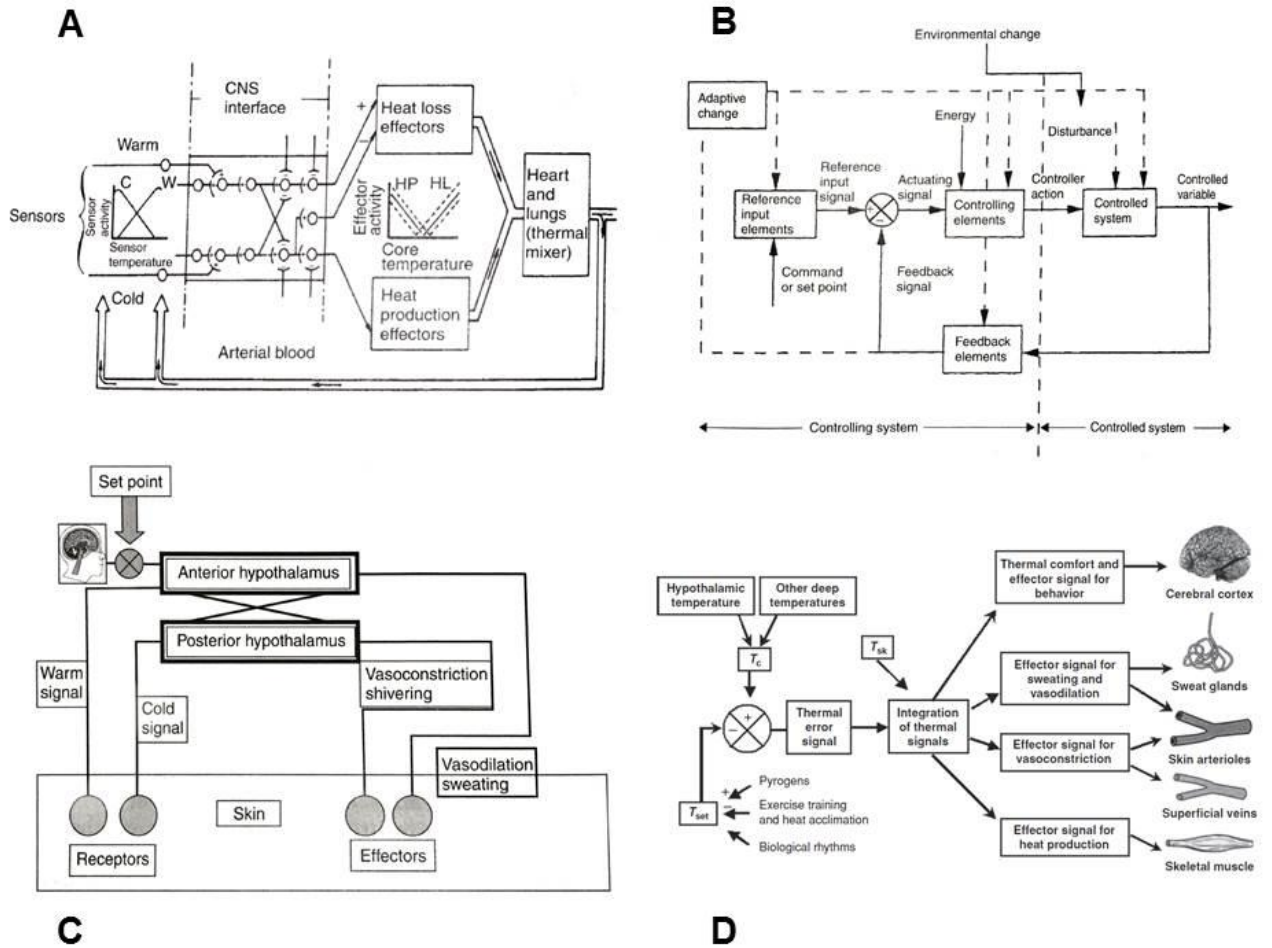 A
CNS
interface
Warm
+
−
Heat loss
effectors
Sensors
Sensor
activity
C
W
Sensor
temperature
Effector
activity
HP
HL
Core
temperature
Heart
and
lungs
(thermal
mixer)
Cold
Heat
production
effectors
Arterial blood
B
Environmental change
Adaptive
change
Energy
Disturbance
Reference
input
signal
Actuating
signal
Controller
action
Controlled
variable
Reference
input
elements
+
−
Controlling
elements
Controlled
system
Command
or set point
Feedback
signal
Feedback
elements
Controlling system
Controlled system
Set point
Anterior hypothalamus
Posterior hypothalamus
Warm
signal
Cold
signal
Vasoconstriction
shivering
Vasodilation
sweating
Skin
Receptors
Effectors
C
Hypothalamic
temperature
Other deep
temperatures
Tc
Tsk
+
−
Thermal
error
signal
Integration
of thermal
signals
Tset
+
−
Pyrogens
Exercise training
and heat acclimation
Biological rhythms
Thermal comfort and
effector signal for
behavior
Cerebral cortex
Effector signal for
sweating and
vasodilation
Sweat glands
Skin arterioles
Effector signal for
vasoconstriction
Superficial veins
Effector signal for
heat production
Skeletal muscle
D